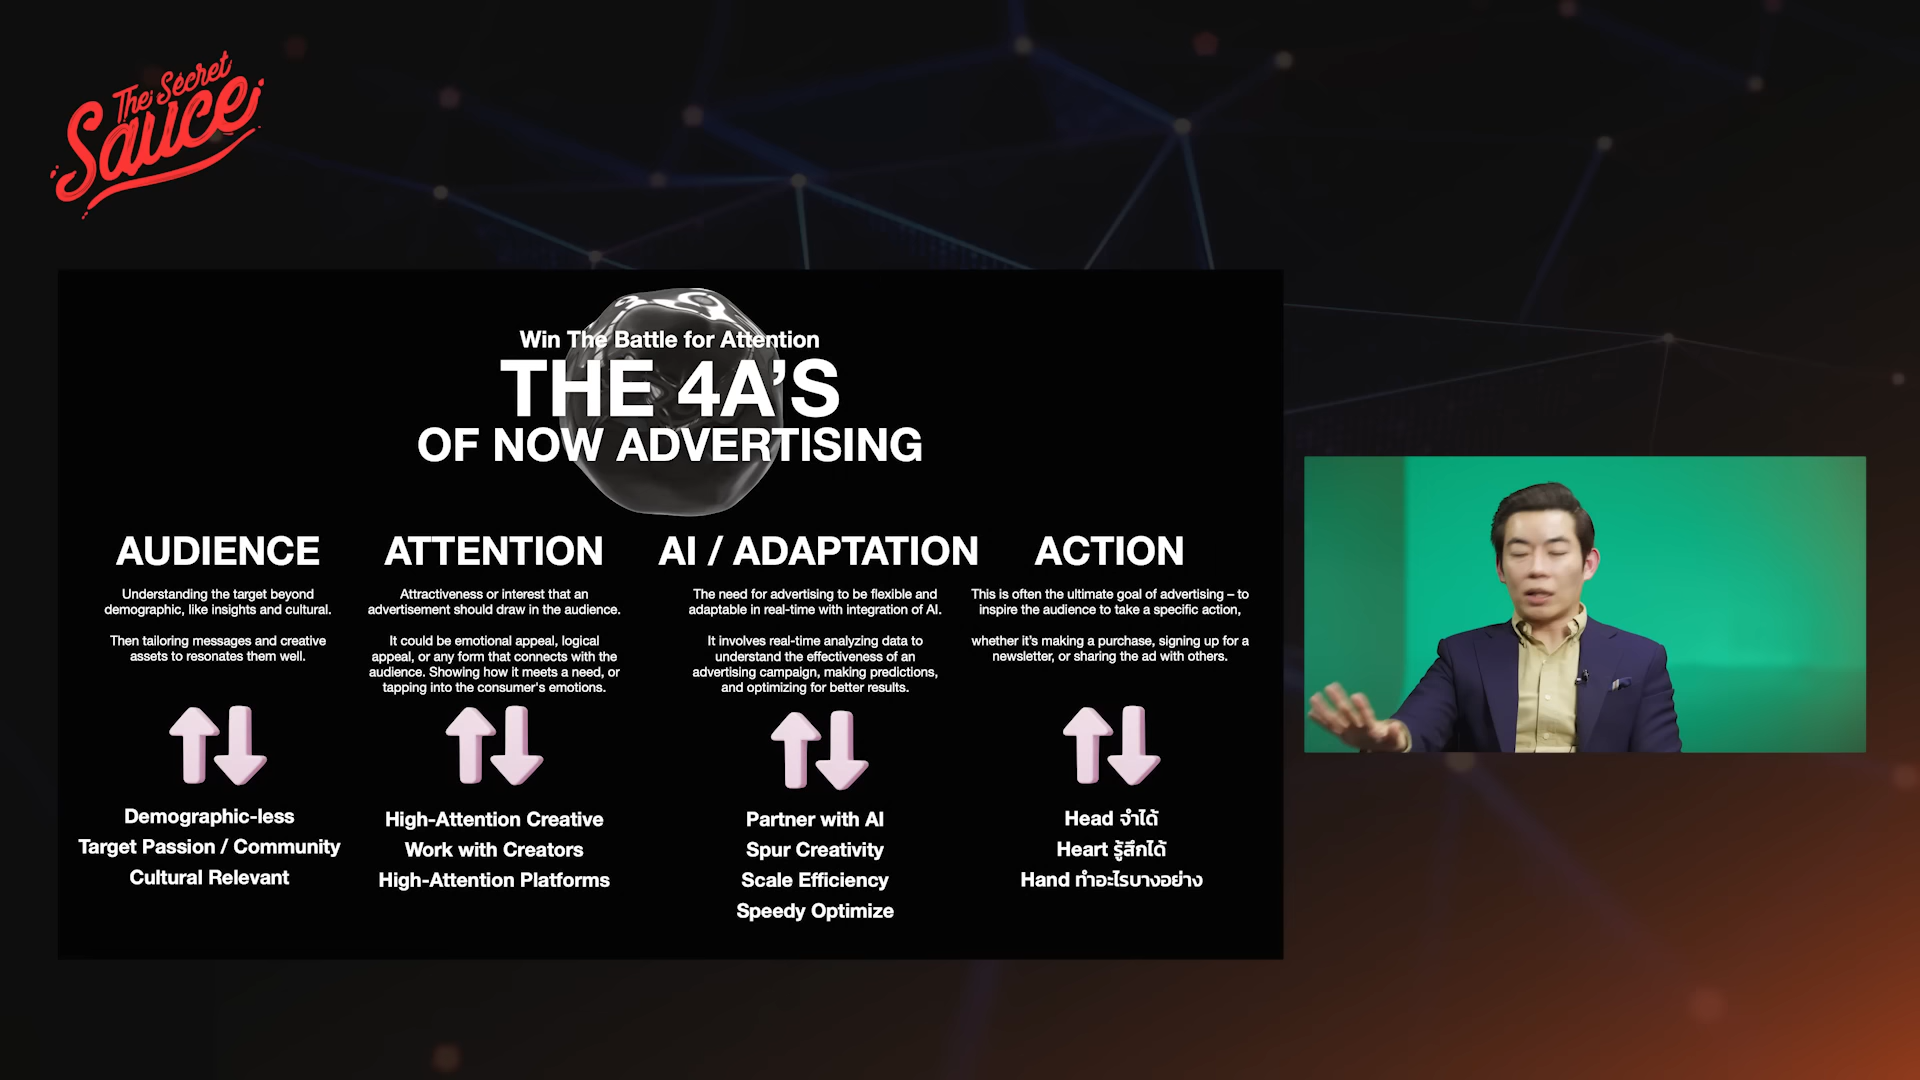 The Secret
Sauce
Win The Battle for Attention
THE 4A'S
OF NOW ADVERTISING
AUDIENCE
Understanding the target beyond
demographic, like insights and cultural.
Then tailoring messages and creative
assets to resonates them well.
Demographic-less
Target Passion / Community
Cultural Relevant
ATTENTION
Attractiveness or interest that an
advertisement should draw in the audience.
It could be emotional appeal, logical
appeal, or any form that connects with the
audience. Showing how it meets a need, or
tapping into the consumer's emotions.
High-Attention Creative
Work with Creators
High-Attention Platforms
AI / ADAPTATION
The need for advertising to be flexible and
adaptable in real-time with integration of AI.
It involves real-time analyzing data to
understand the effectiveness of an
advertising campaign, making predictions,
and optimizing for better results.
Partner with AI
Spur Creativity
Scale Efficiency
Speedy Optimize
ACTION
This is often the ultimate goal of advertising – to
inspire the audience to take a specific action,
whether it's making a purchase, signing up for a
newsletter, or sharing the ad with others.
Head จำได้
Heart รู้สึกได้
Hand ทำอะไรบางอย่าง